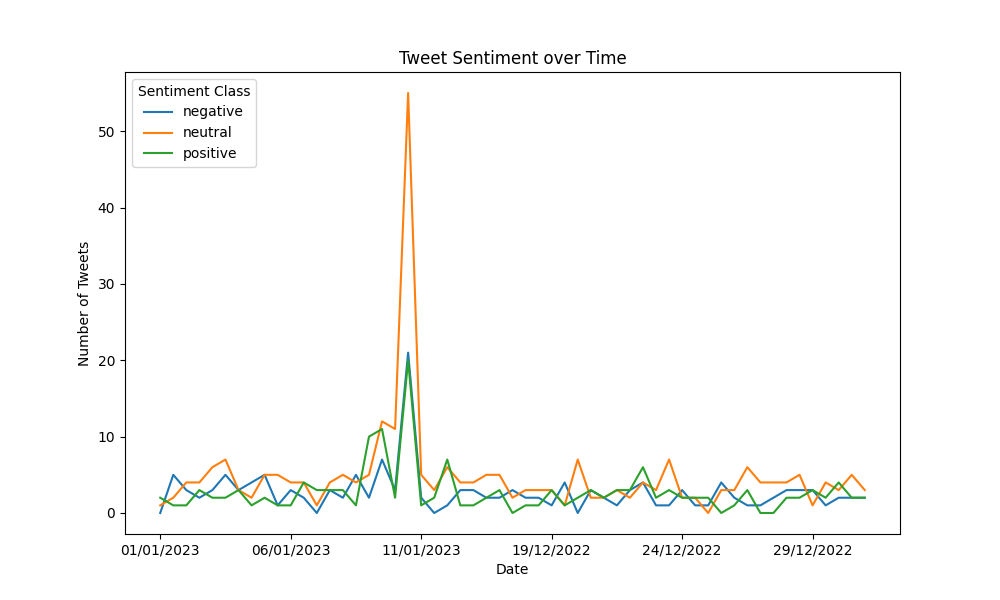 Tweet Sentiment over Time
Sentiment Class
negative
neutral
positive
Number of Tweets
50
40
30
20
10
0
01/01/2023 06/01/2023 11/01/2023 19/12/2022 24/12/2022 29/12/2022
Date